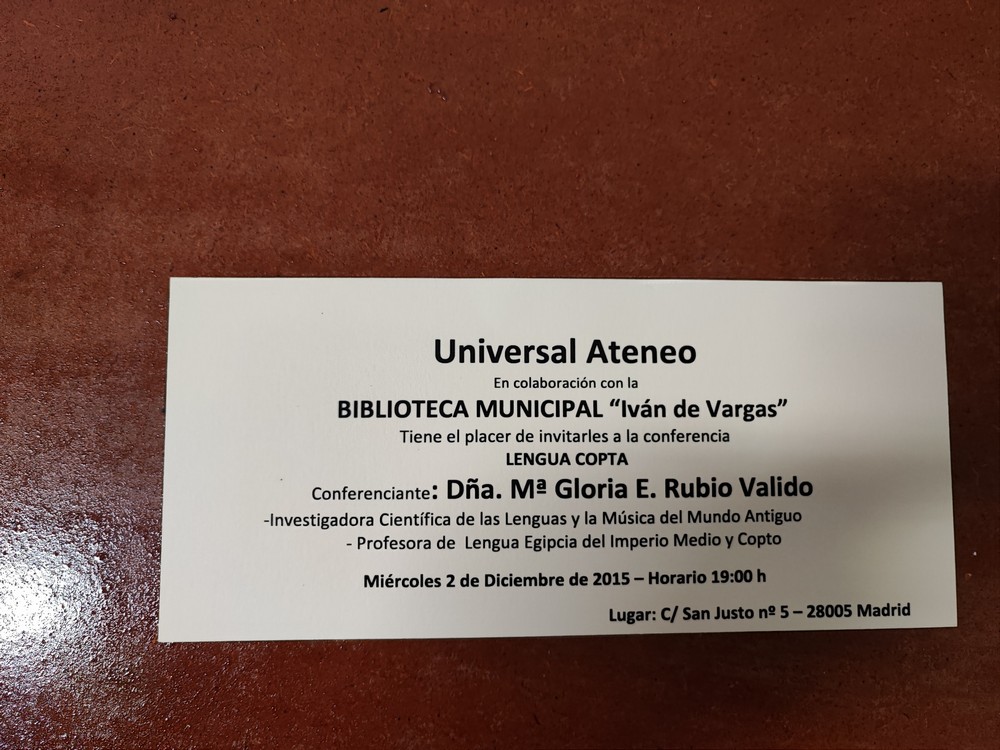 Universal Ateneo
En colaboración con la
BIBLIOTECA MUNICIPAL “Iván de Vargas”
Tiene el placer de invitarles a la conferencia
LENGUA COPTA
Conferenciante: Dña. Mª Gloria E. Rubio Valido
-Investigadora Científica de las Lenguas y la Música del Mundo Antiguo
- Profesora de Lengua Egipcia del Imperio Medio y Copto
Miércoles 2 de Diciembre de 2015 – Horario 19:00 h
Lugar: C/ San Justo nº 5 – 28005 Madrid